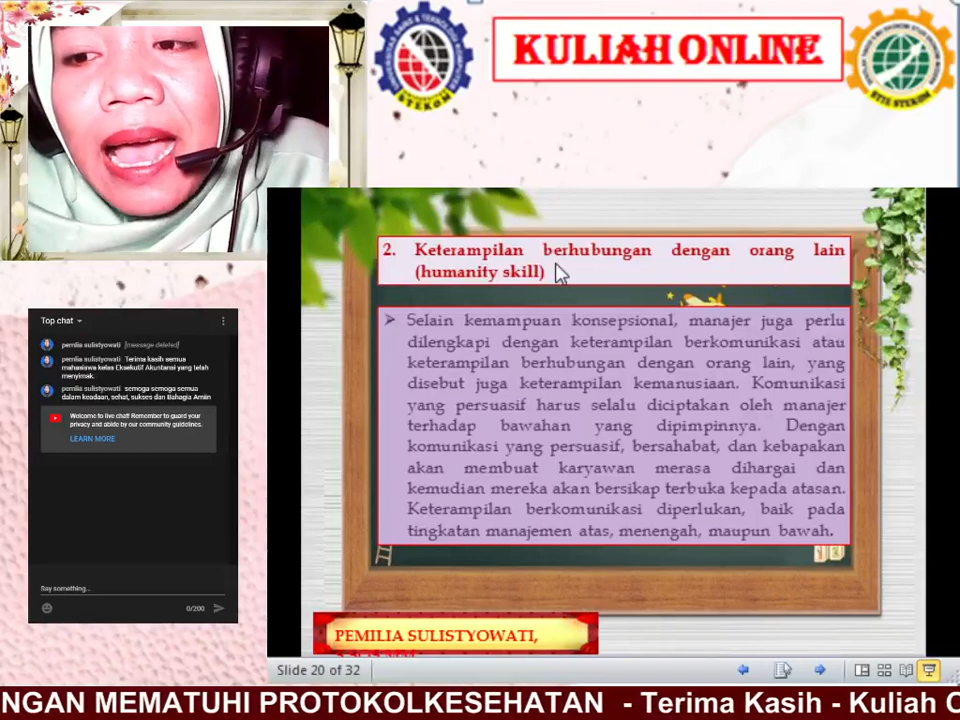 KULIAH ONLINE
STEKOM
STIE STEKOM
2. Keterampilan berhubungan dengan orang lain
(humanity skill)
➢ Selain kemampuan konsepsional, manajer juga perlu
dilengkapi dengan keterampilan berkomunikasi atau
keterampilan berhubungan dengan orang lain, yang
disebut juga keterampilan kemanusiaan. Komunikasi
yang persuasif harus selalu diciptakan oleh manajer
terhadap bawahan yang dipimpinnya. Dengan
komunikasi yang persuasif, bersahabat, dan kebapakan
akan membuat karyawan merasa dihargai dan
kemudian mereka akan bersikap terbuka kepada atasan.
Keterampilan berkomunikasi diperlukan, baik pada
tingkatan manajemen atas, menengah, maupun bawah.
Top chat
pemlia sulistyowati [message deleted]
pemlia sulistyowati Terima kasih semua
mahasiswa kelas Eksekutif Akuntansi yang telah
menyimak.
pemlia sulistyowati semoga semoga semua
dalam keadaan, sehat, sukses dan Bahagia Amiin
Welcome to live chat! Remember to guard your
privacy and abide by our community guidelines.
LEARN MORE
Say something...
0/200
PEMILIA SULISTYOWATI,
Slide 20 of 32
NGAN MEMATUHI PROTOKOLKESEHATAN - Terima Kasih - Kuliah